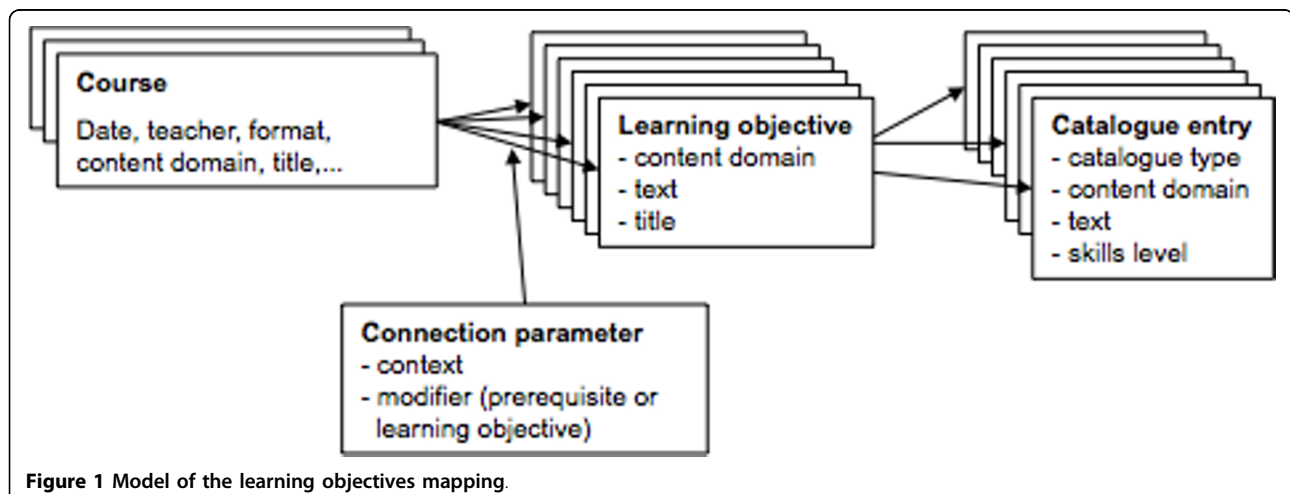 Course
Date, teacher, format,
content domain, title,...
Learning objective
- content domain
- text
- title
Catalogue entry
- catalogue type
- content domain
- text
- skills level
Connection parameter
- context
- modifier (prerequisite or
learning objective)
Figure 1 Model of the learning objectives mapping.